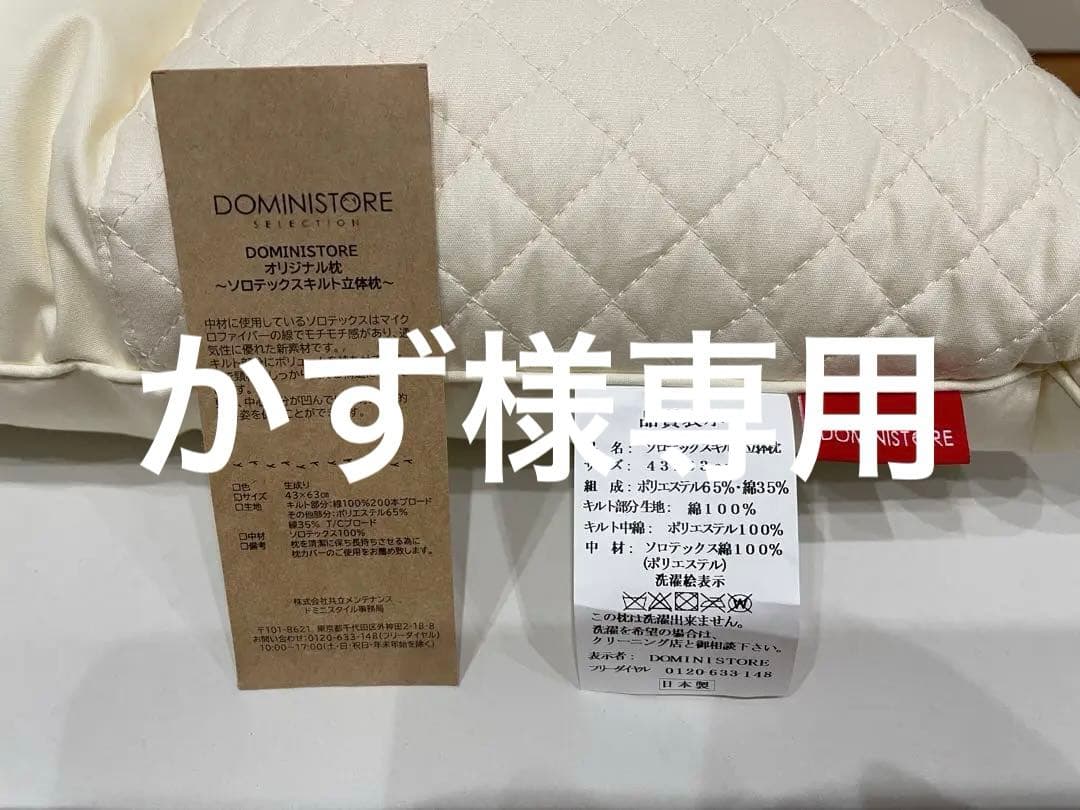 DOMINISTORE
SELECTION
DOMINISTORE
オリジナル枕
～ソロテックスキルト立体枕～
中材に使用しているソロテックスはマイク
ロファイバーの線でモチモチ感があり、通
気性に優れた新素材です。
かず様専用
□色 生成り
□サイズ 43×63㎝
□生地 キルト部分:綿100%200本ブロード
その他部分:ポリエステル65%
綿35% T/Cブロード
□中材 ソロテックス100%
□備考 枕を清潔に保ち長持ちさせる為に
枕カバーのご使用をお薦め致します。
株式会社共立メンテナンス
ドミニスタイル事務局
〒101-8621, 東京都千代田区外神田2-18-8
お問い合わせ:0120-633-148(フリーダイヤル)
10:00~17:00(土・日・祝日・年末年始を除く)
品質表示
ソロテックスキルト立体枕
組 成:ポリエステル65%・綿35%
キルト部分生地: 綿100%
キルト中綿: ポリエステル100%
中 材: ソロテックス綿100%
(ポリエステル)
洗濯絵表示
この枕は洗濯出来ません。
洗濯を希望の場合は、
クリーニング店と御相談下さい。
表示者: DOMINISTORE
フリーダイヤル 0120-633-148
日本製
DOMINISTORE